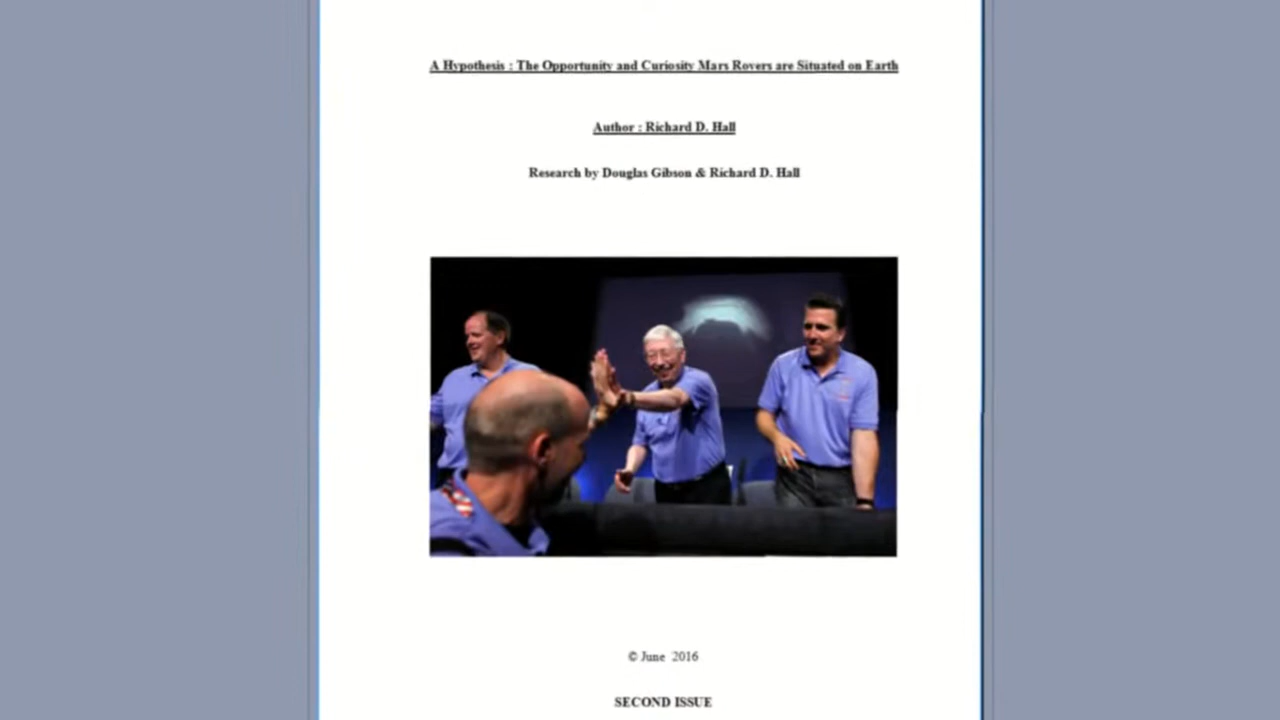 A Hypothesis : The Opportunity and Curiosity Mars Rovers are Situated on Earth
Author : Richard D. Hall
Research by Douglas Gibson & Richard D. Hall
© June 2016
SECOND ISSUE